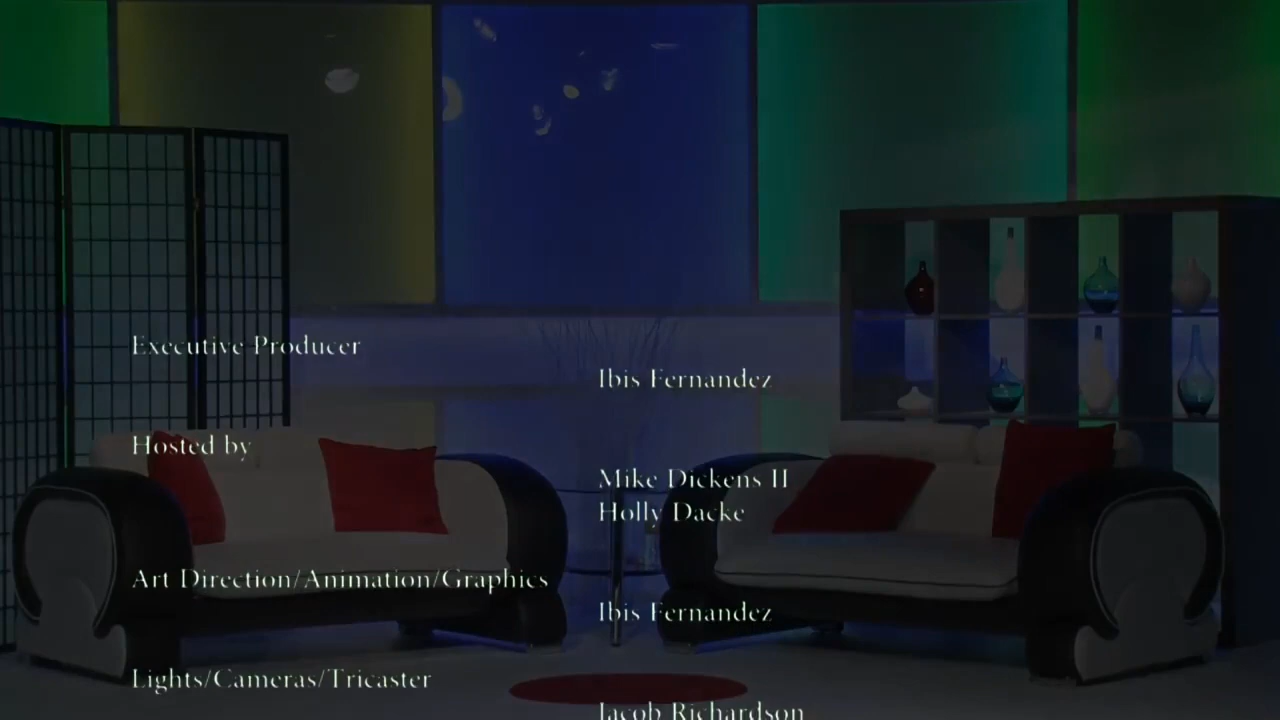 Executive Producer
Ibis Fernandez
Hosted by
Mike Dickens II
Holly Dacke
Art Direction/Animation/Graphics
Ibis Fernandez
Lights/Cameras/Tricaster
Jacob Richardson